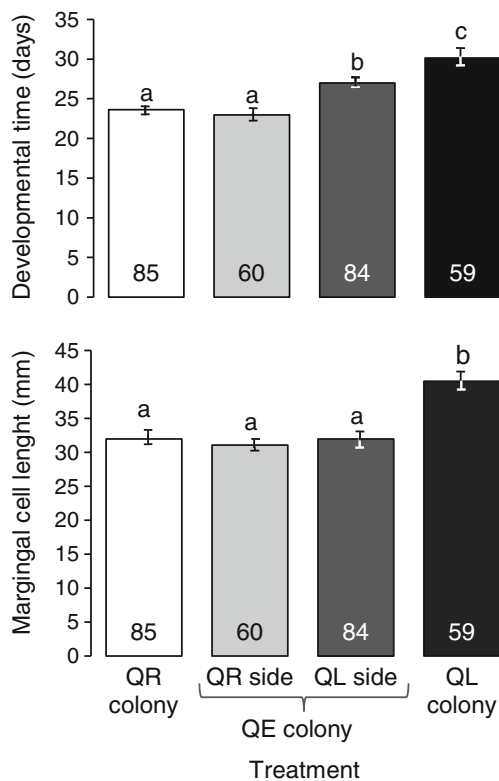 Developmental time (days)
35
30
25
20
15
10
5
0
a
a
b
c
85
60
84
59
Margingal cell lenght (mm)
45
40
35
30
25
20
15
10
5
0
a
a
a
b
85
60
84
59
QR colony
QR side
QL side
QL colony
QE colony
Treatment